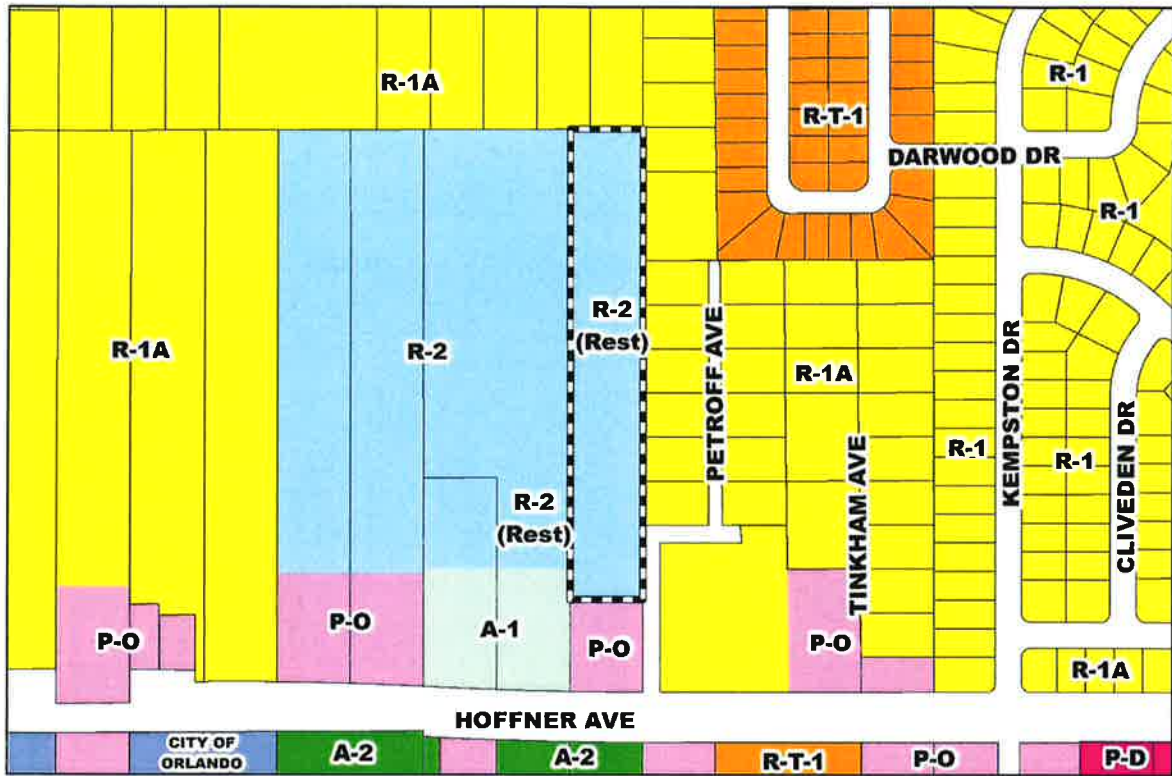 R-1A
R-1
R-T-1
DARWOOD DR
R-1
R-2
(Rest)
R-1A
R-2
R-1A
PETROFF AVE
TINKHAM AVE
R-1
KEMPSTON DR
R-1
CLIVEDEN DR
R-2
(Rest)
P-O
P-O
A-1
P-O
P-O
R-1A
HOFFNER AVE
CITY OF
ORLANDO
A-2
A-2
R-T-1
P-O
P-D